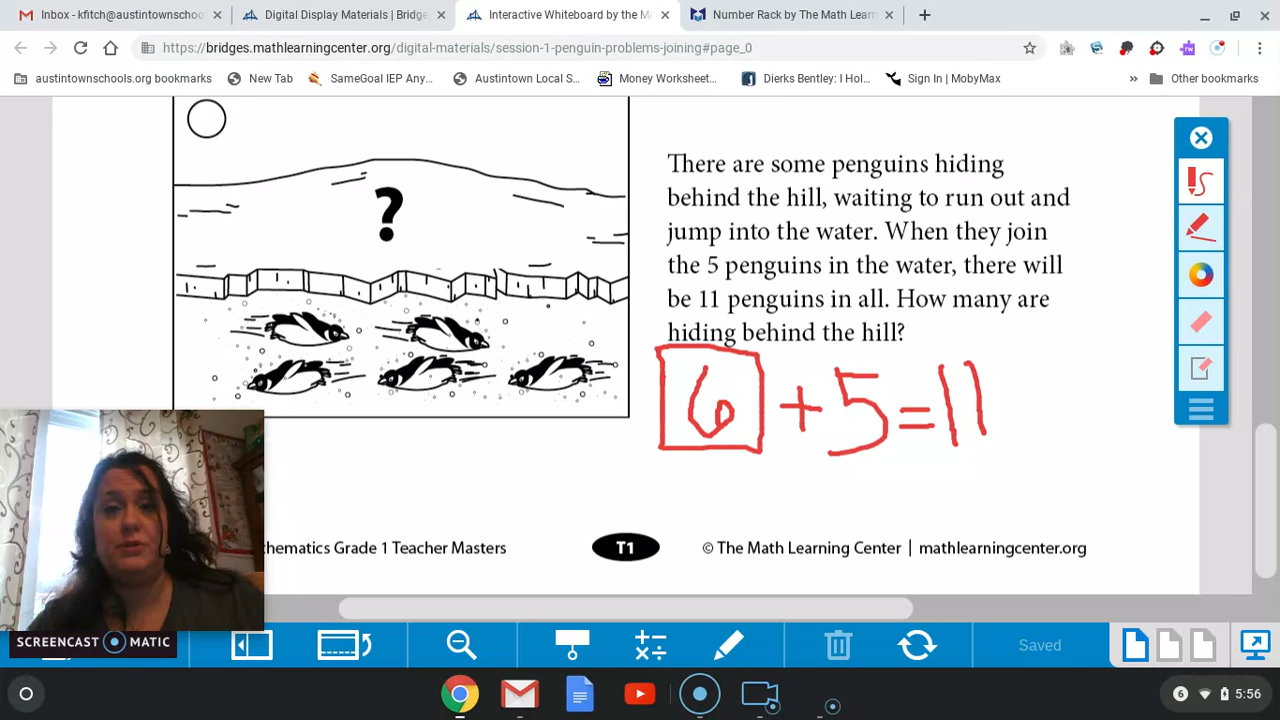 Inbox - kfitch@austintownschoo
Digital Display Materials | Bridge
Interactive Whiteboard by the Ma
Number Rack by The Math Learn
https://bridges.mathlearningcenter.org/digital-materials/session-1-penguin-problems-joining#page_0
austintownschools.org bookmarks
New Tab
SameGoal IEP Any...
Austintown Local S...
Money Worksheet...
Dierks Bentley: I Hol...
Sign In | MobyMax
»
Other bookmarks
?
There are some penguins hiding
behind the hill, waiting to run out and
jump into the water. When they join
the 5 penguins in the water, there will
be 11 penguins in all. How many are
hiding behind the hill?
6 + 5 = 11
thematics Grade 1 Teacher Masters
T1
© The Math Learning Center | mathlearningcenter.org
SCREENCAST MATIC
Saved
6
5:56